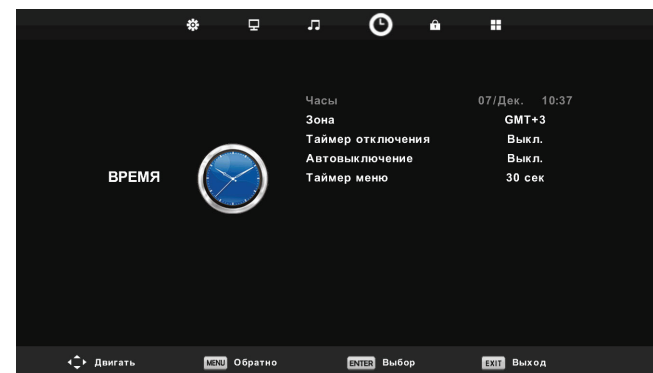 Часы 07/Дек. 10:37
Зона GMT+3
Таймер отключения Выкл.
Автовыключение Выкл.
ВРЕМЯ
Таймер меню 30 сек
Двигать MENU Обратно ENTER Выбор EXIT Выход